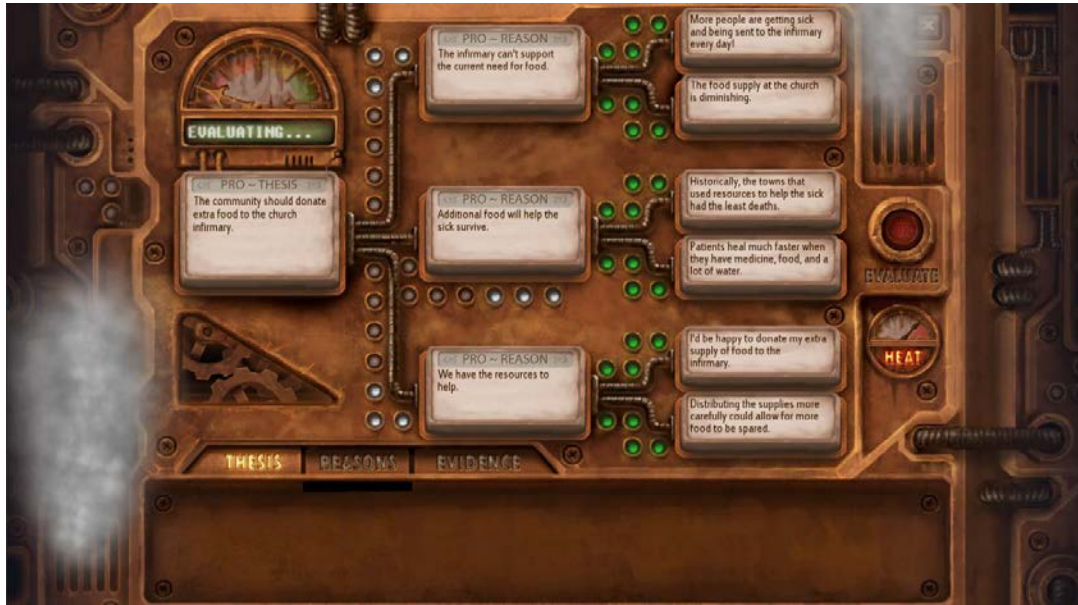 EVALUATING...
PRO ~ THESIS
The community should donate
extra food to the church
infirmary.
PRO ~ REASON
The infirmary can't support
the current need for food.
More people are getting sick
and being sent to the infirmary
every day!
The food supply at the church
is diminishing.
PRO ~ REASON
Additional food will help the
sick survive.
Historically, the towns that
used resources to help the sick
had the least deaths.
Patients heal much faster when
they have medicine, food, and a
lot of water.
PRO ~ REASON
We have the resources to
help.
I'd be happy to donate my extra
supply of food to the
infirmary.
Distributing the supplies more
carefully could allow for more
food to be spared.
EVALUATE
HEAT
THESIS
REASONS
EVIDENCE